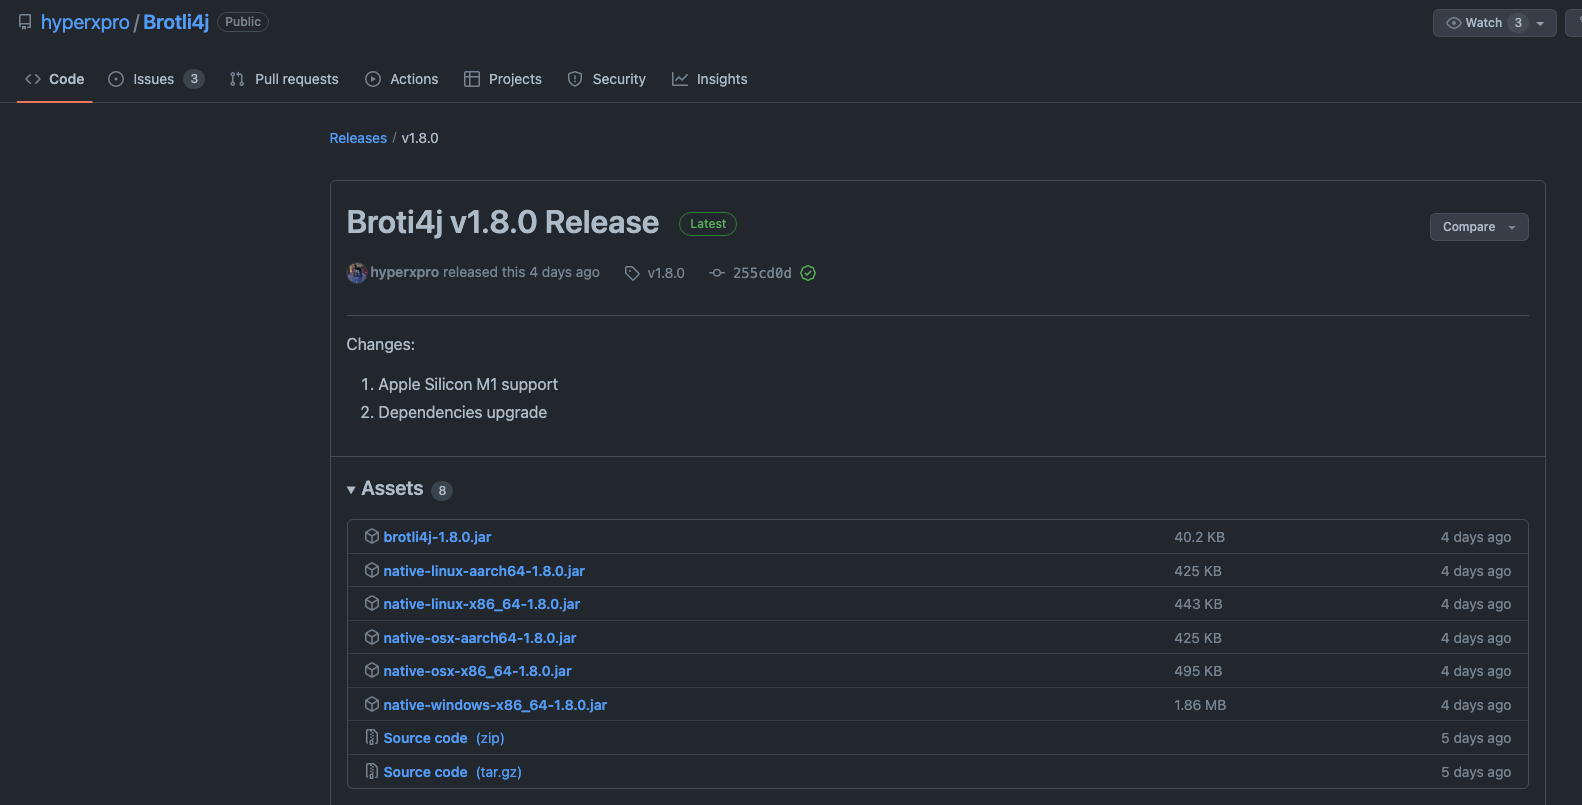 hyperxpro / Brotli4j Public
Watch 3
Code Issues 3 Pull requests Actions Projects Security Insights
Releases / v1.8.0
Broti4j v1.8.0 Release Latest
Compare
hyperxpro released this 4 days ago v1.8.0 255cd0d
Changes:
1. Apple Silicon M1 support
2. Dependencies upgrade
Assets 8
brotli4j-1.8.0.jar 40.2 KB 4 days ago
native-linux-aarch64-1.8.0.jar 425 KB 4 days ago
native-linux-x86_64-1.8.0.jar 443 KB 4 days ago
native-osx-aarch64-1.8.0.jar 425 KB 4 days ago
native-osx-x86_64-1.8.0.jar 495 KB 4 days ago
native-windows-x86_64-1.8.0.jar 1.86 MB 4 days ago
Source code (zip) 5 days ago
Source code (tar.gz) 5 days ago